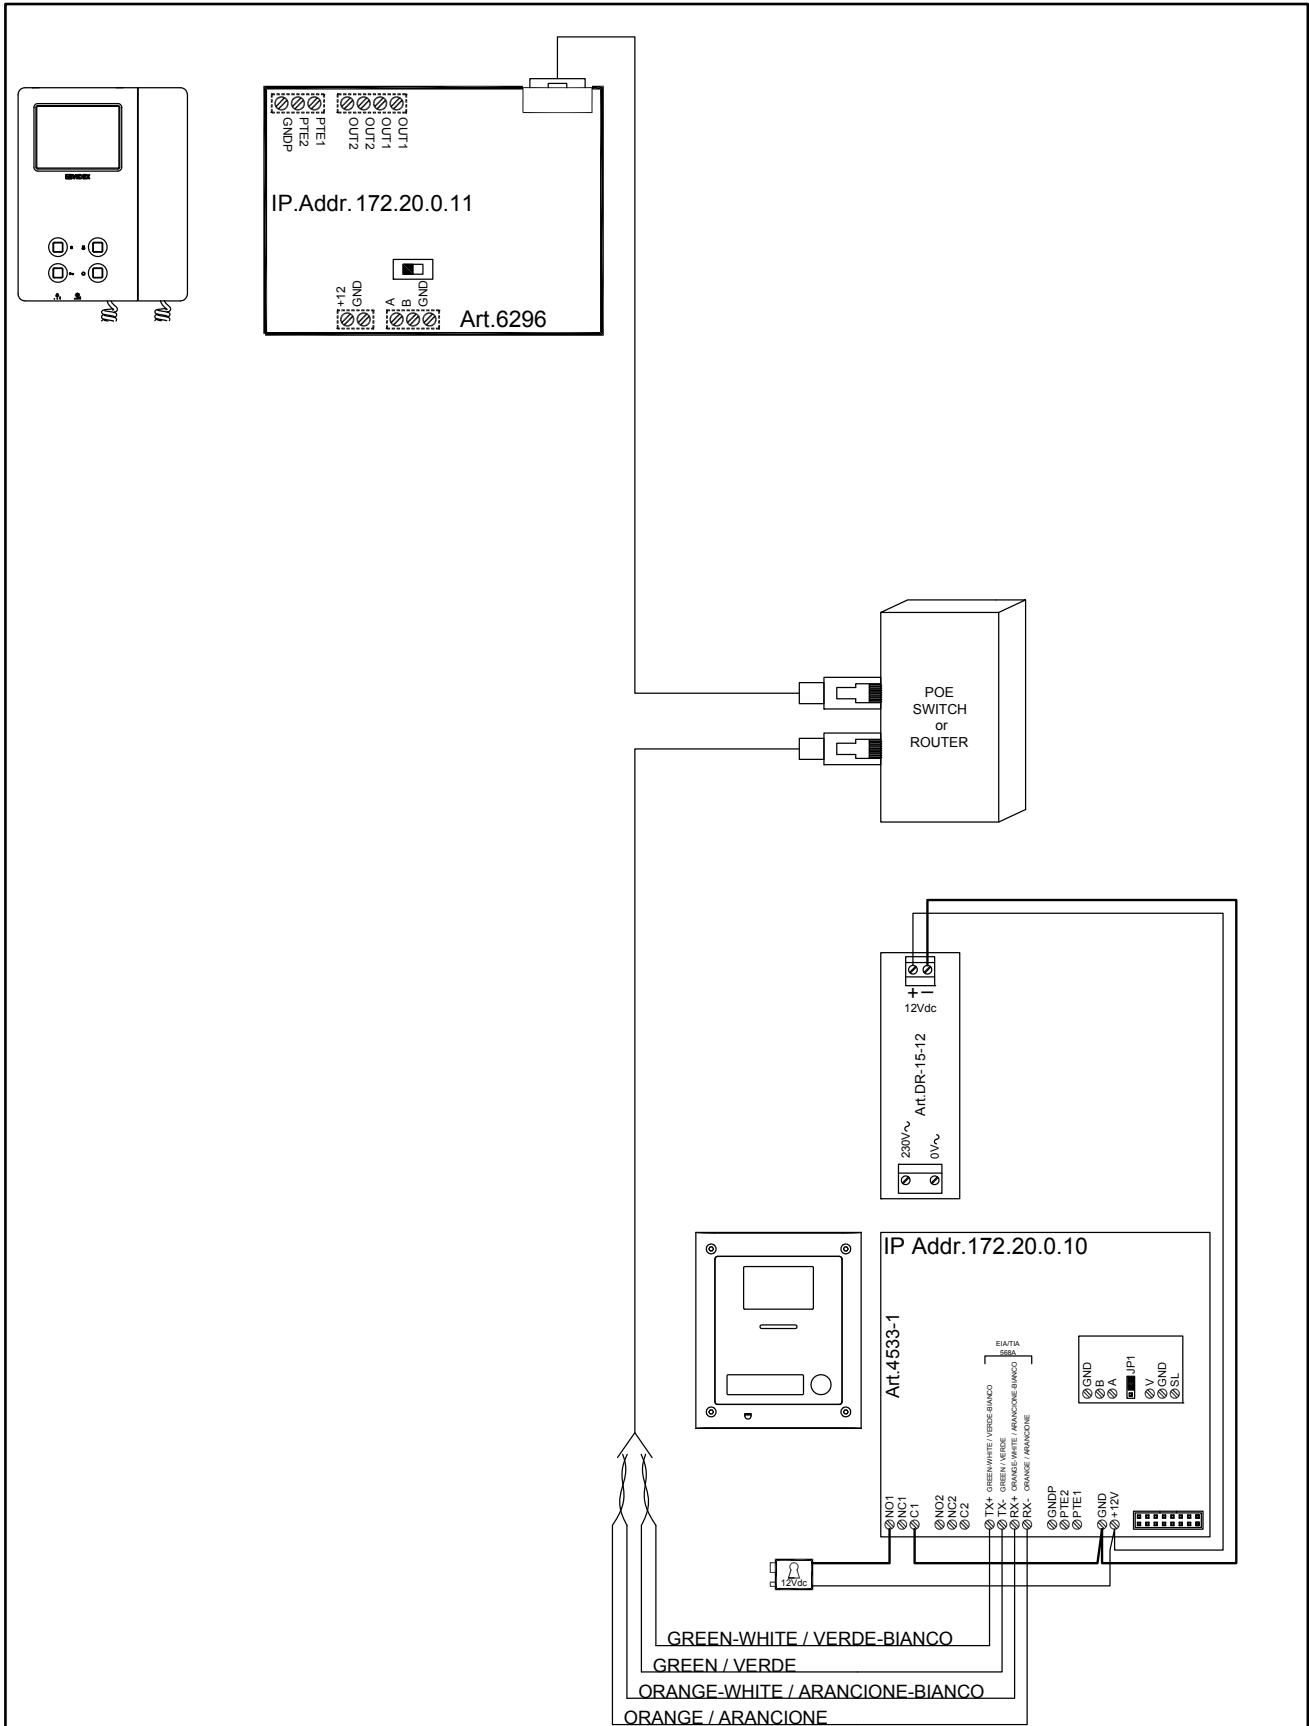 GNDP
PTE2
PTE1
OUT2
OUT2
OUT1
OUT1
IP.Addr. 172.20.0.11
+12
GND
A
B
GND
Art.6296
POE
SWITCH
or
ROUTER
+ −
12Vdc
Art.DR-15-12
230V~
0V~
IP Addr.172.20.0.10
Art.4533-1
EIA/TIA
568A
GREEN-WHITE / VERDE-BIANCO
GREEN / VERDE
ORANGE-WHITE / ARANCIONE-BIANCO
ORANGE / ARANCIONE
GND
B
A
JP1
V
GND
SL
NO1
NC1
C1
NO2
NC2
C2
TX+
TX-
RX+
RX-
GNDP
PTE2
PTE1
GND
+12V
12Vdc
GREEN-WHITE / VERDE-BIANCO
GREEN / VERDE
ORANGE-WHITE / ARANCIONE-BIANCO
ORANGE / ARANCIONE